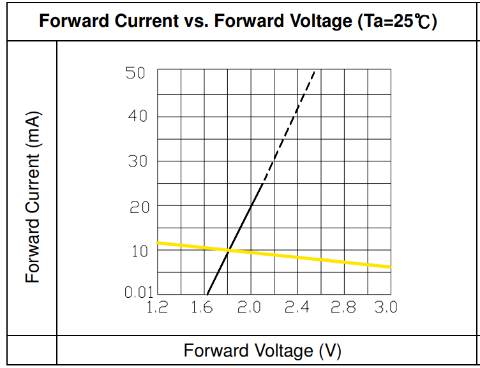 Forward Current vs. Forward Voltage (Ta=25℃)
Forward Current (mA)
50
40
30
20
10
0.01
1.2 1.6 2.0 2.4 2.8 3.0
Forward Voltage (V)